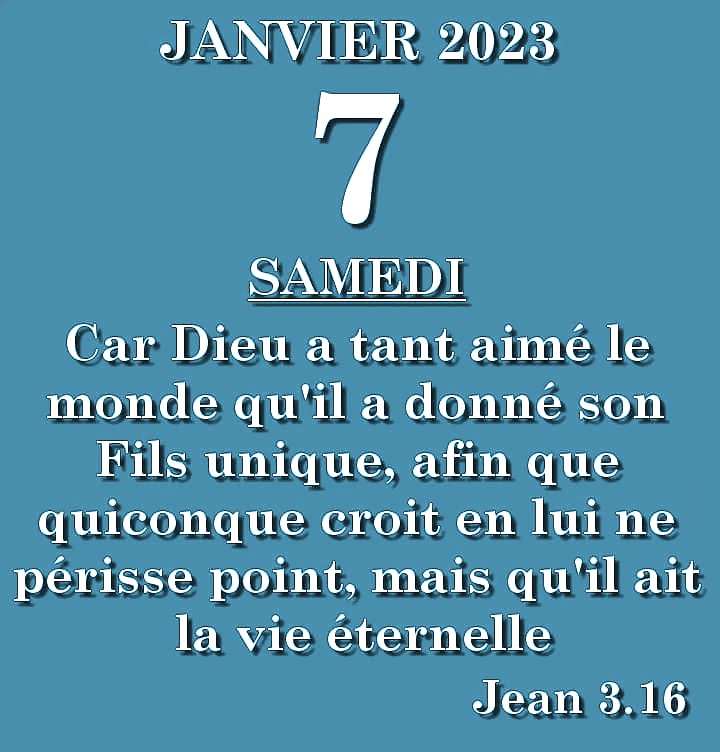 JANVIER 2023
7
SAMEDI
Car Dieu a tant aimé le
monde qu'il a donné son
Fils unique, afin que
quiconque croit en lui ne
périsse point, mais qu'il ait
la vie éternelle
Jean 3.16